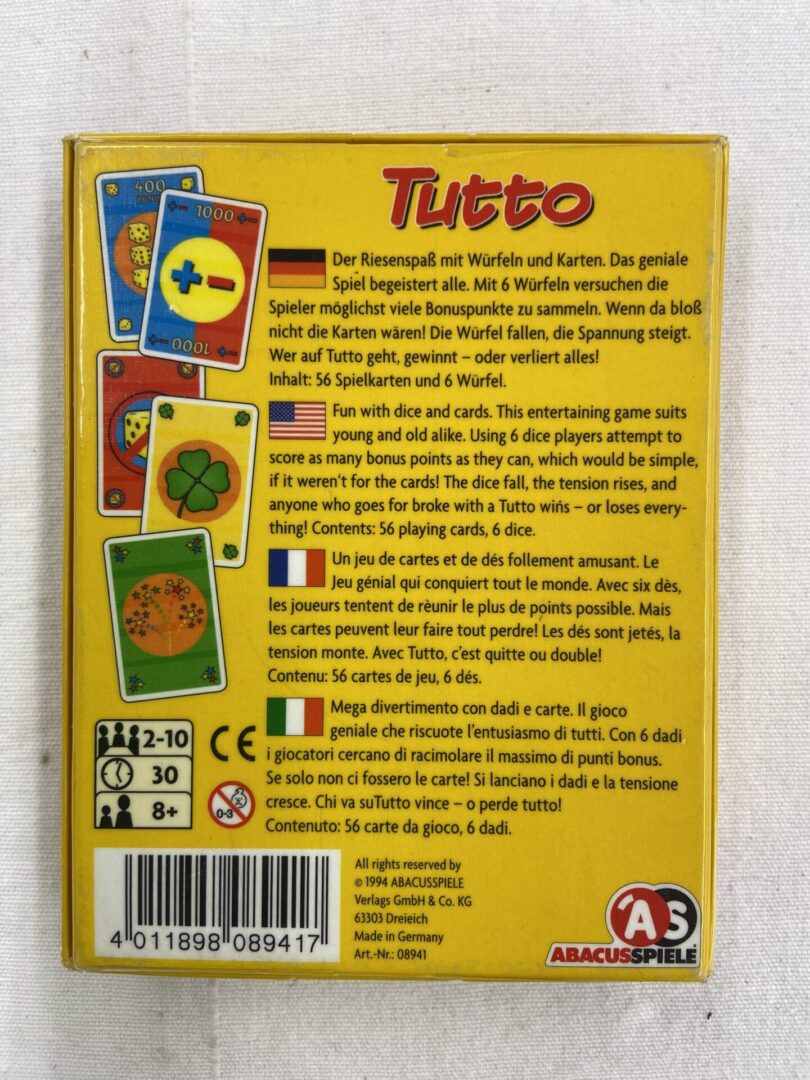 Tutto
400
1000
1000
Der Riesenspaß mit Würfeln und Karten. Das geniale
Spiel begeistert alle. Mit 6 Würfeln versuchen die
Spieler möglichst viele Bonuspunkte zu sammeln. Wenn da bloß
nicht die Karten wären! Die Würfel fallen, die Spannung steigt.
Wer auf Tutto geht, gewinnt – oder verliert alles!
Inhalt: 56 Spielkarten und 6 Würfel.
Fun with dice and cards. This entertaining game suits
young and old alike. Using 6 dice players attempt to
score as many bonus points as they can, which would be simple,
if it weren't for the cards! The dice fall, the tension rises, and
anyone who goes for broke with a Tutto wins – or loses every-
thing! Contents: 56 playing cards, 6 dice.
Un jeu de cartes et de dés follement amusant. Le
Jeu génial qui conquiert tout le monde. Avec six dès,
les joueurs tentent de rèunir le plus de points possible. Mais
les cartes peuvent leur faire tout perdre! Les dés sont jetés, la
tension monte. Avec Tutto, c'est quitte ou double!
Contenu: 56 cartes de jeu, 6 dés.
Mega divertimento con dadi e carte. Il gioco
geniale che riscuote l'entusiasmo di tutti. Con 6 dadi
i giocatori cercano di racimolare il massimo di punti bonus.
Se solo non ci fossero le carte! Si lanciano i dadi e la tensione
cresce. Chi va suTutto vince – o perde tutto!
Contenuto: 56 carte da gioco, 6 dadi.
2-10
30
8+
CE
0-3
4 011898 089417
All rights reserved by
© 1994 ABACUSSPIELE
Verlags GmbH & Co. KG
63303 Dreieich
Made in Germany
Art.-Nr.: 08941
AS
ABACUSSPIELE